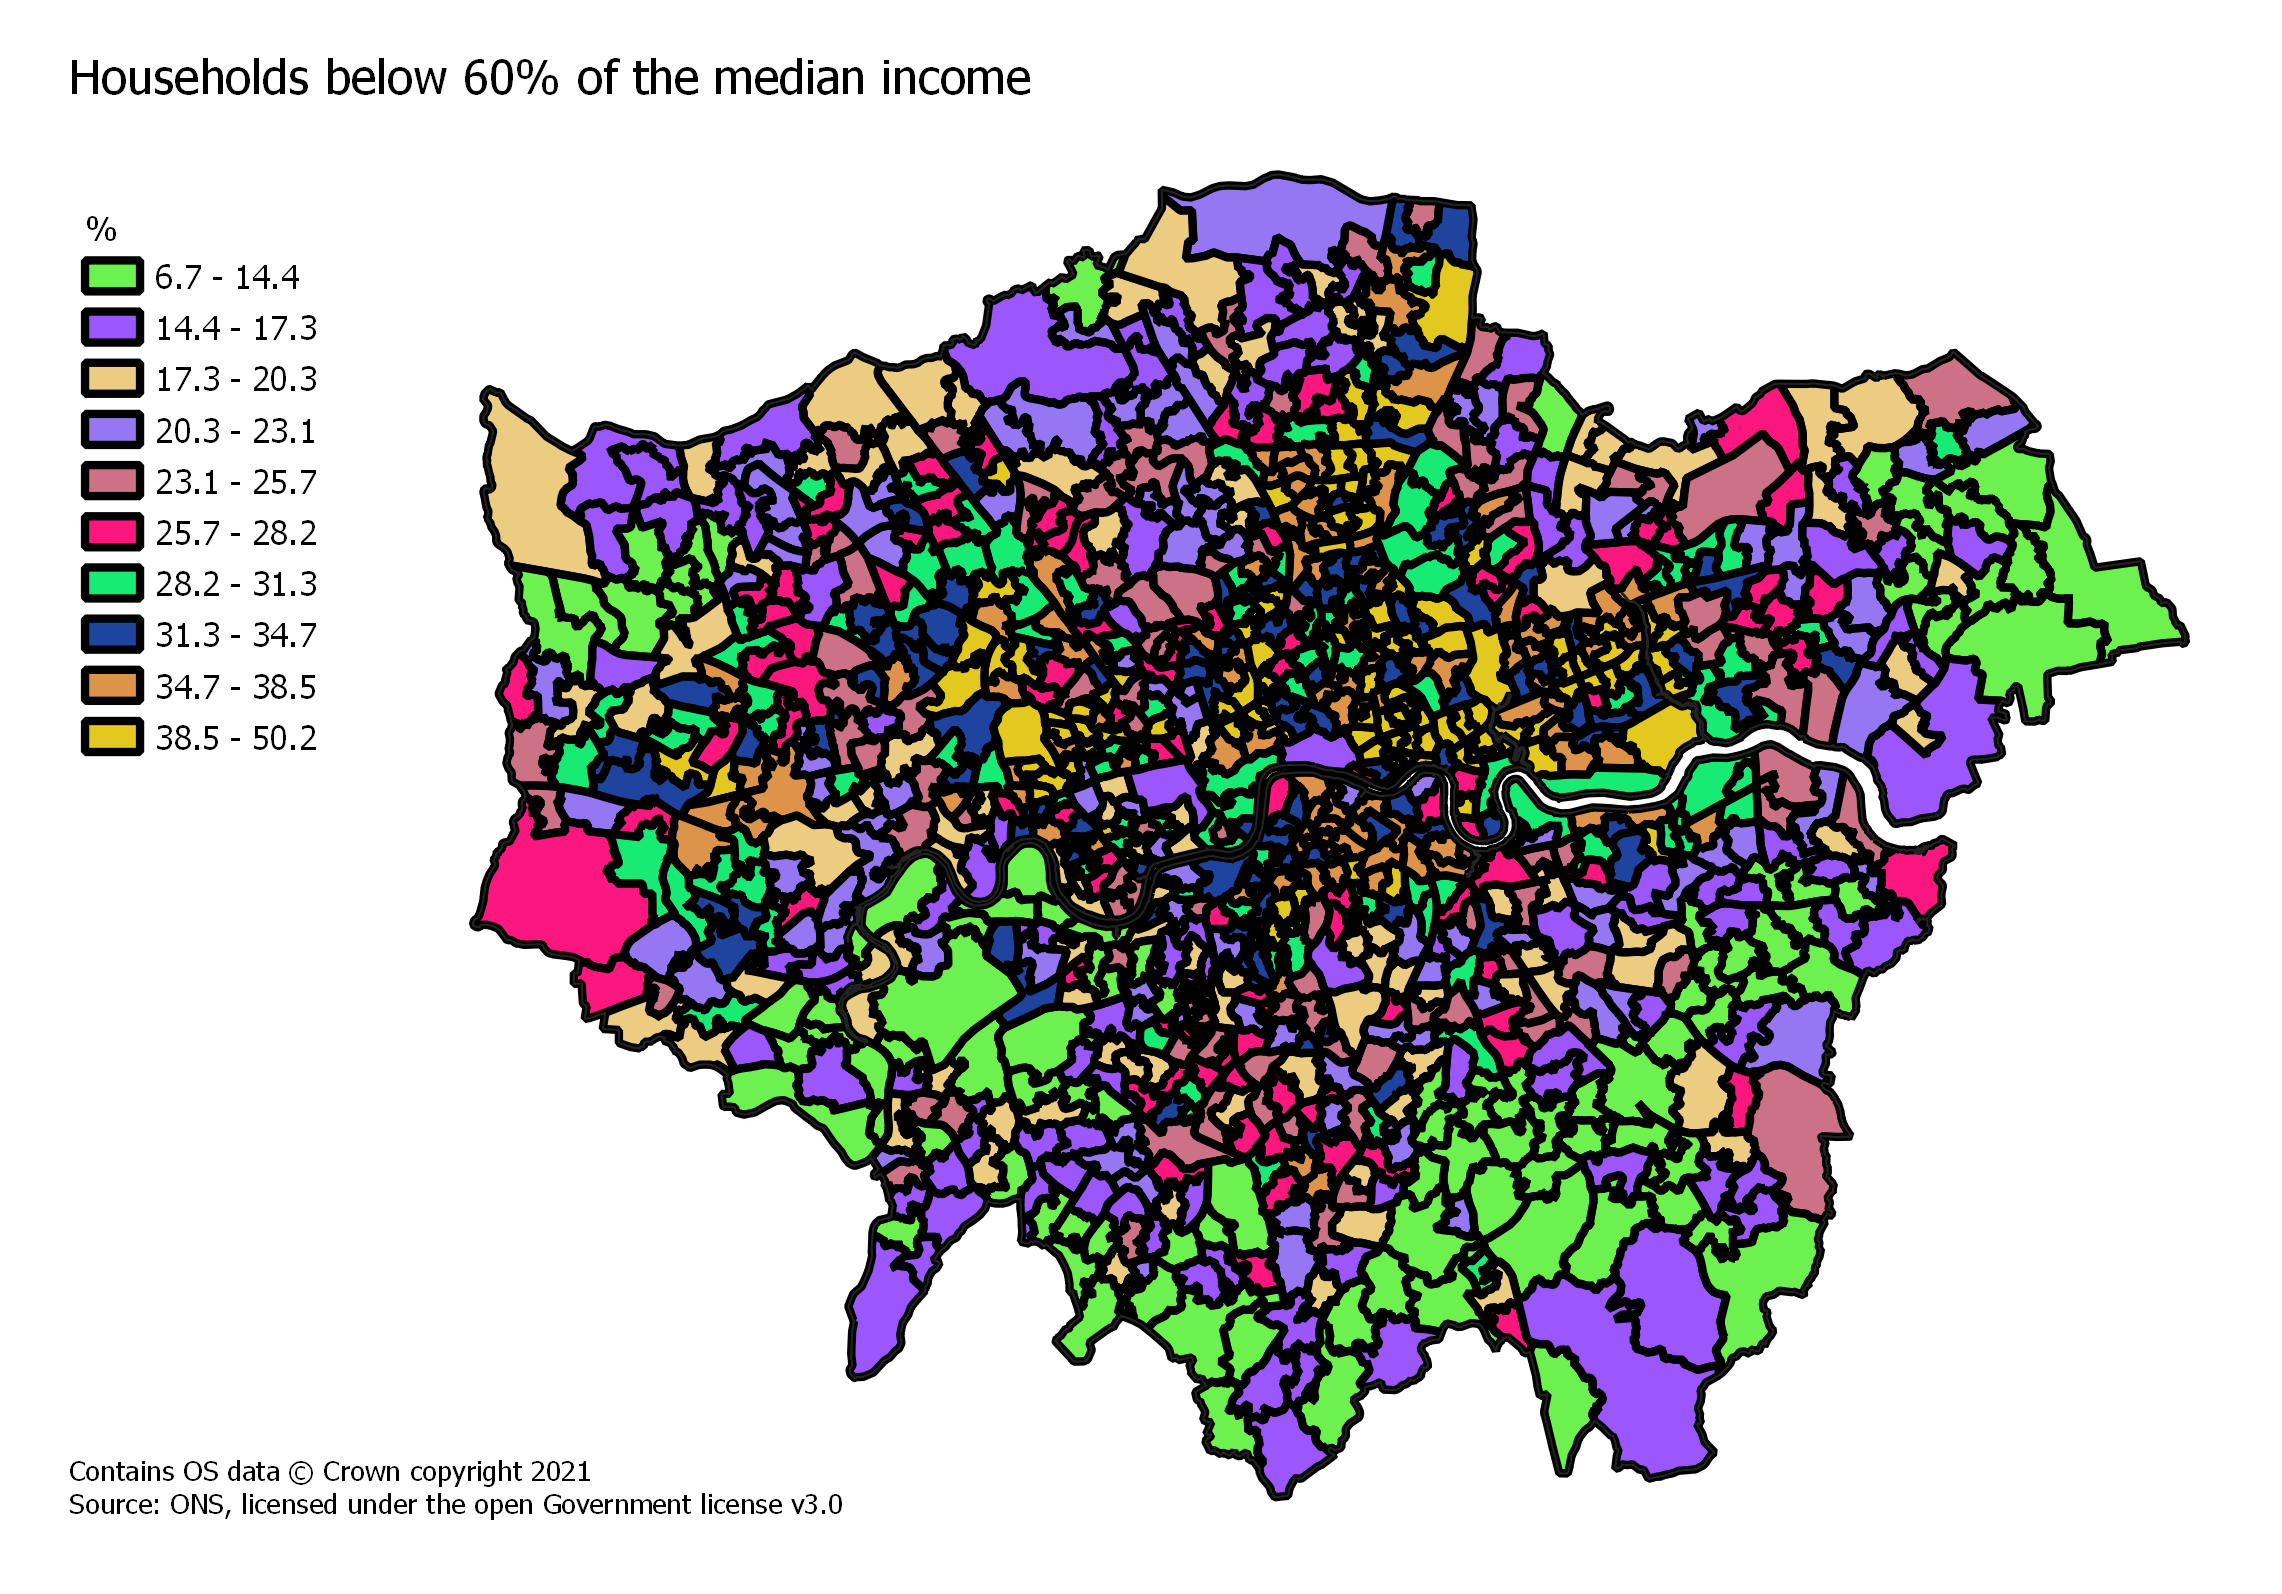 Households below 60% of the median income
%
6.7 - 14.4
14.4 - 17.3
17.3 - 20.3
20.3 - 23.1
23.1 - 25.7
25.7 - 28.2
28.2 - 31.3
31.3 - 34.7
34.7 - 38.5
38.5 - 50.2
Contains OS data © Crown copyright 2021
Source: ONS, licensed under the open Government license v3.0